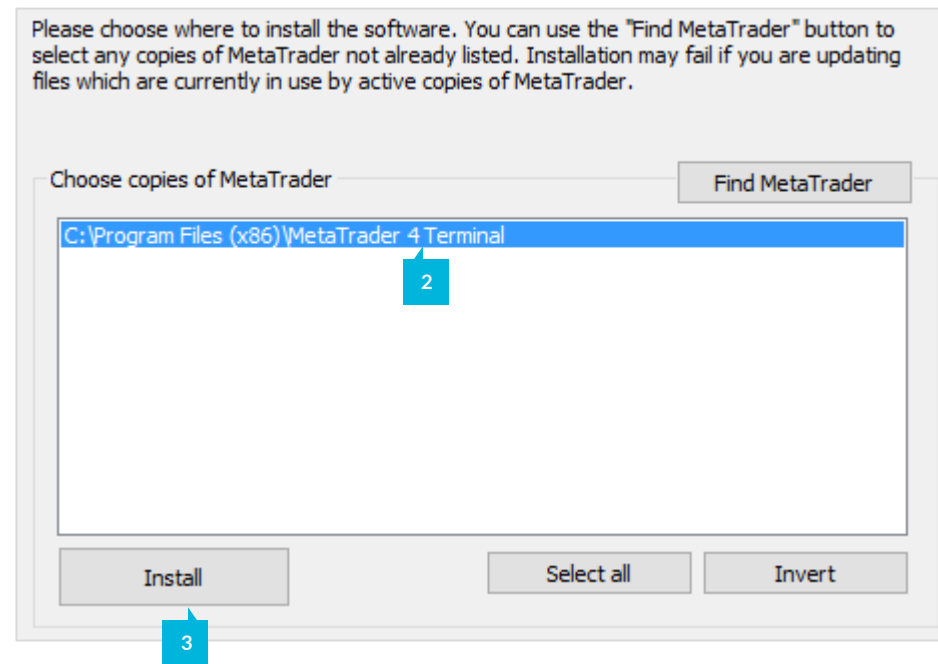 Please choose where to install the software. You can use the "Find MetaTrader" button to
select any copies of MetaTrader not already listed. Installation may fail if you are updating
files which are currently in use by active copies of MetaTrader.
Choose copies of MetaTrader
Find MetaTrader
C:\Program Files (x86)\MetaTrader 4 Terminal
2
Install
Select all
Invert
3